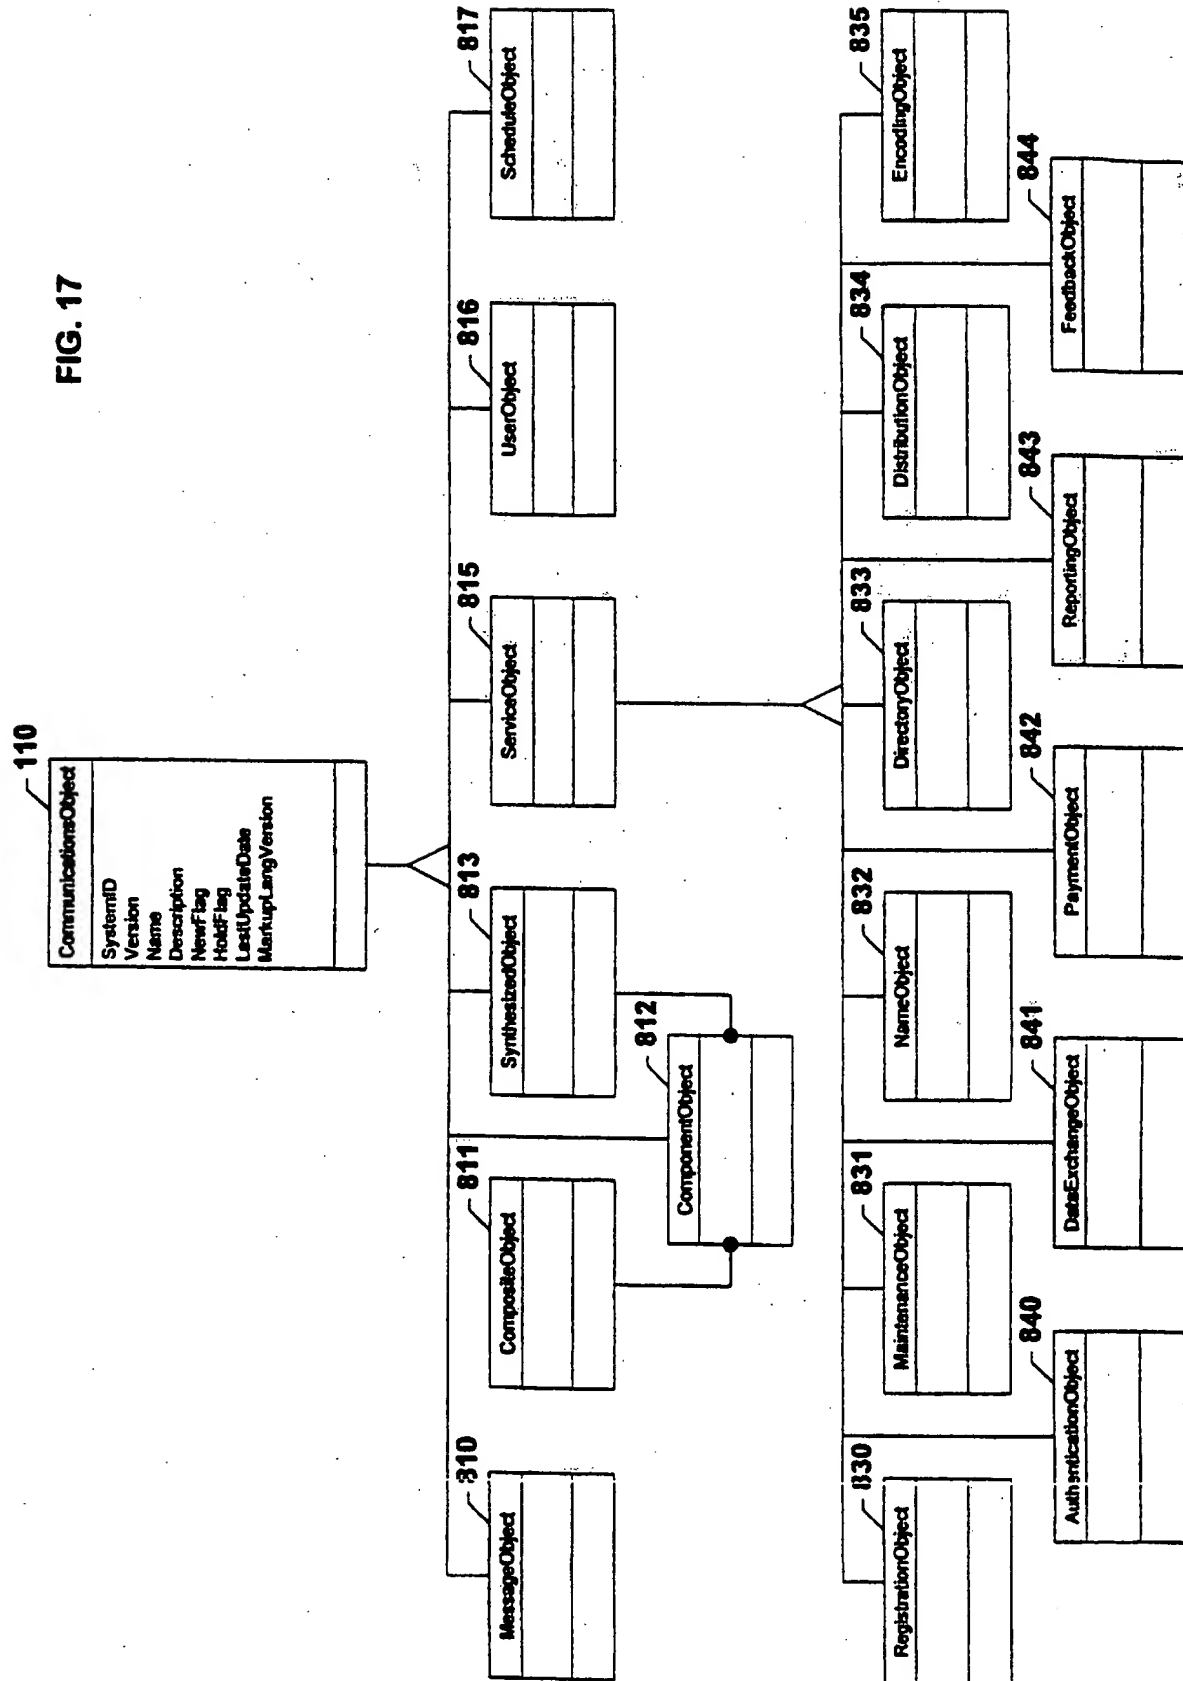 FIG. 17
110
CommunicationsObject
SystemID
Version
Name
Description
NewFlag
HoldFlag
LastUpdateDate
MarkupLangVersion
810
MessageObject
811
CompositeObject
813
SynthesizedObject
815
ServiceObject
816
UserObject
817
ScheduleObject
812
ComponentObject
830
RegistrationObject
831
MaintenanceObject
832
NameObject
833
DirectoryObject
834
DistributionObject
835
EncodingObject
840
AuthenticationObject
841
DataExchangeObject
842
PaymentObject
843
ReportingObject
844
FeedbackObject